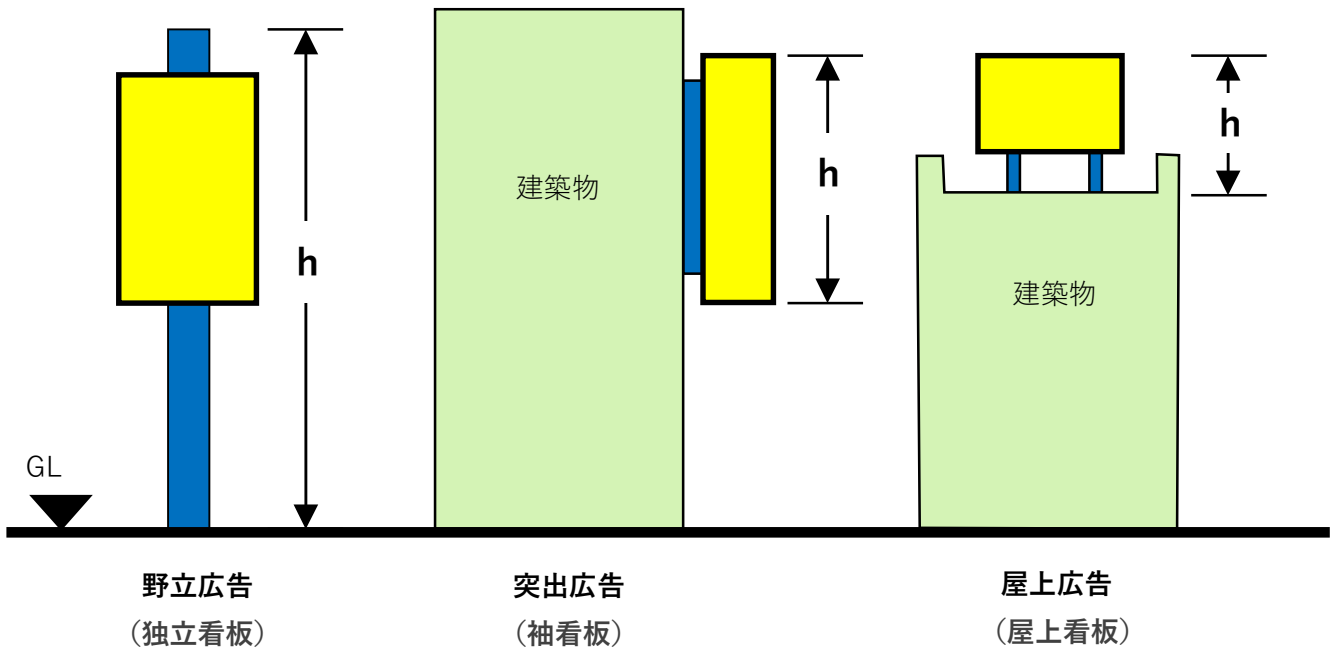 建築物
h
h
h
建築物
GL
野立広告
（独立看板）
突出広告
（袖看板）
屋上広告
（屋上看板）